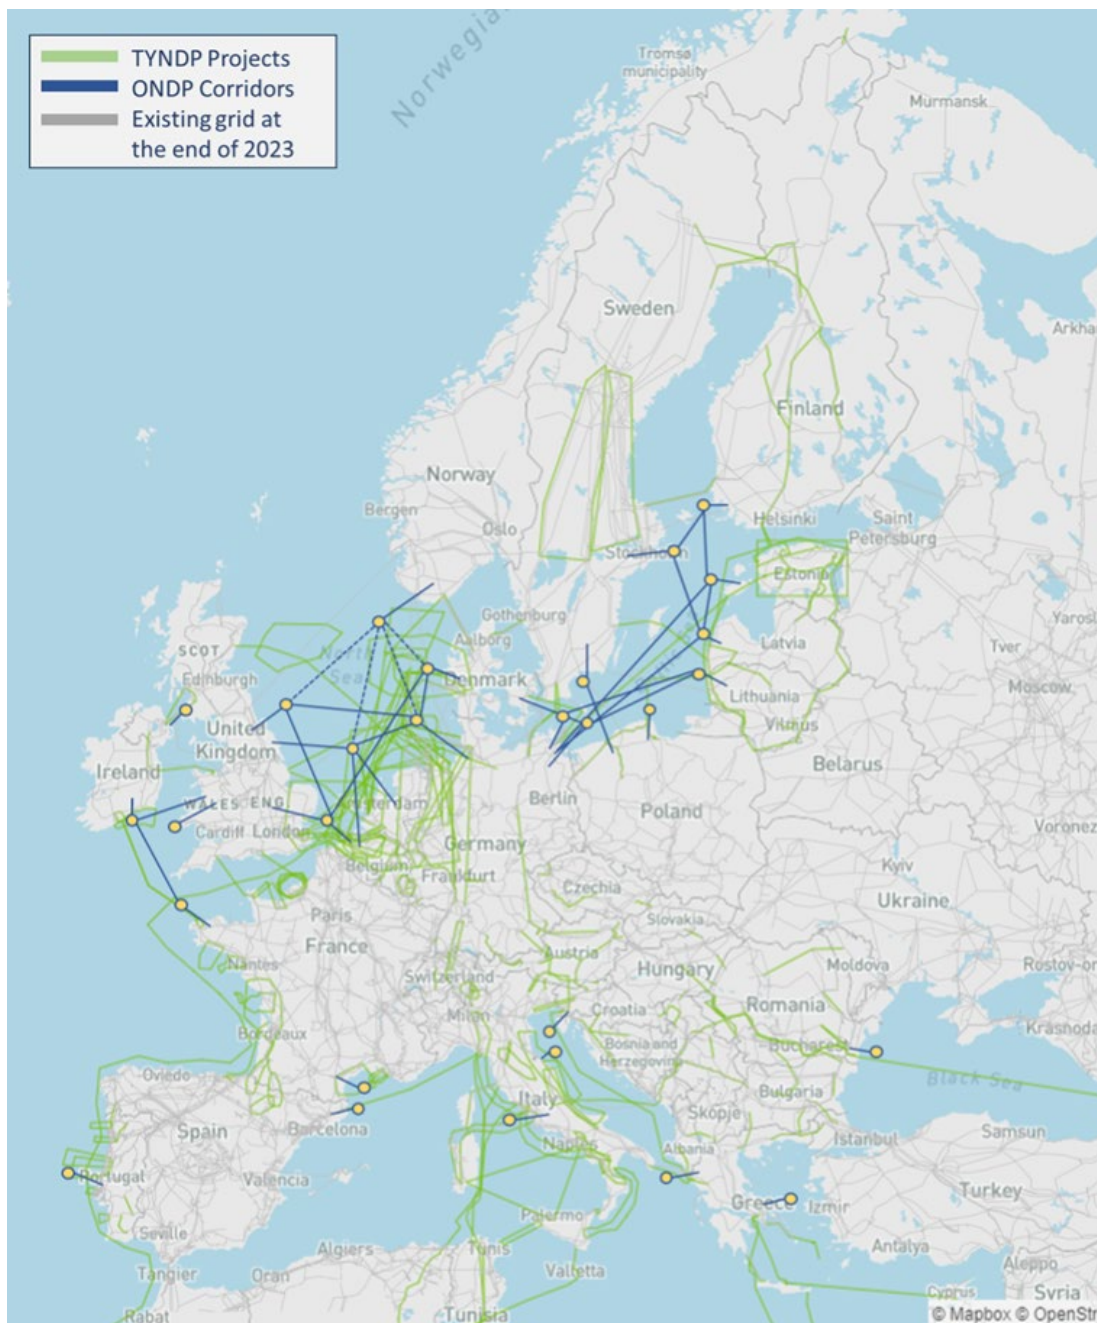 TYNDP Projects
ONDP Corridors
Existing grid at
the end of 2023
Norwegian
Tromsø
municipality
Murmansk
Arkha
Sweden
Finland
Norway
Bergen
Oslo
Helsinki
Saint
Petersburg
Stockholm
Estonia
Yarosl
Gothenburg
Aalborg
SCOT
North
Sea
Edinburgh
Denmark
Latvia
Tver
Moscow
Lithuania
Vilnius
United
Kingdom
Ireland
Belarus
WALES
ENG
Amsterdam
Berlin
Poland
Cardiff
London
Germany
Voronez
Belgium
Frankfurt
Kyiv
Czechia
Ukraine
Paris
Slovakia
France
Nantes
Austria
Switzerland
Hungary
Moldova
Rostov-on
Milan
Croatia
Romania
Bordeaux
Bosnia and
Herzegovina
Bucharest
Krasnoda
Oviedo
Black Sea
Italy
Bulgaria
Skopje
Barcelona
Spain
Naples
Albania
Istanbul
Samsun
Portugal
Valencia
Greece
Izmir
Turkey
Seville
Palermo
Antalya
Algiers
Tunis
Aleppo
Tangier
Oran
Valletta
Cyprus
Syria
Rabat
Tunisia
© Mapbox © OpenStr